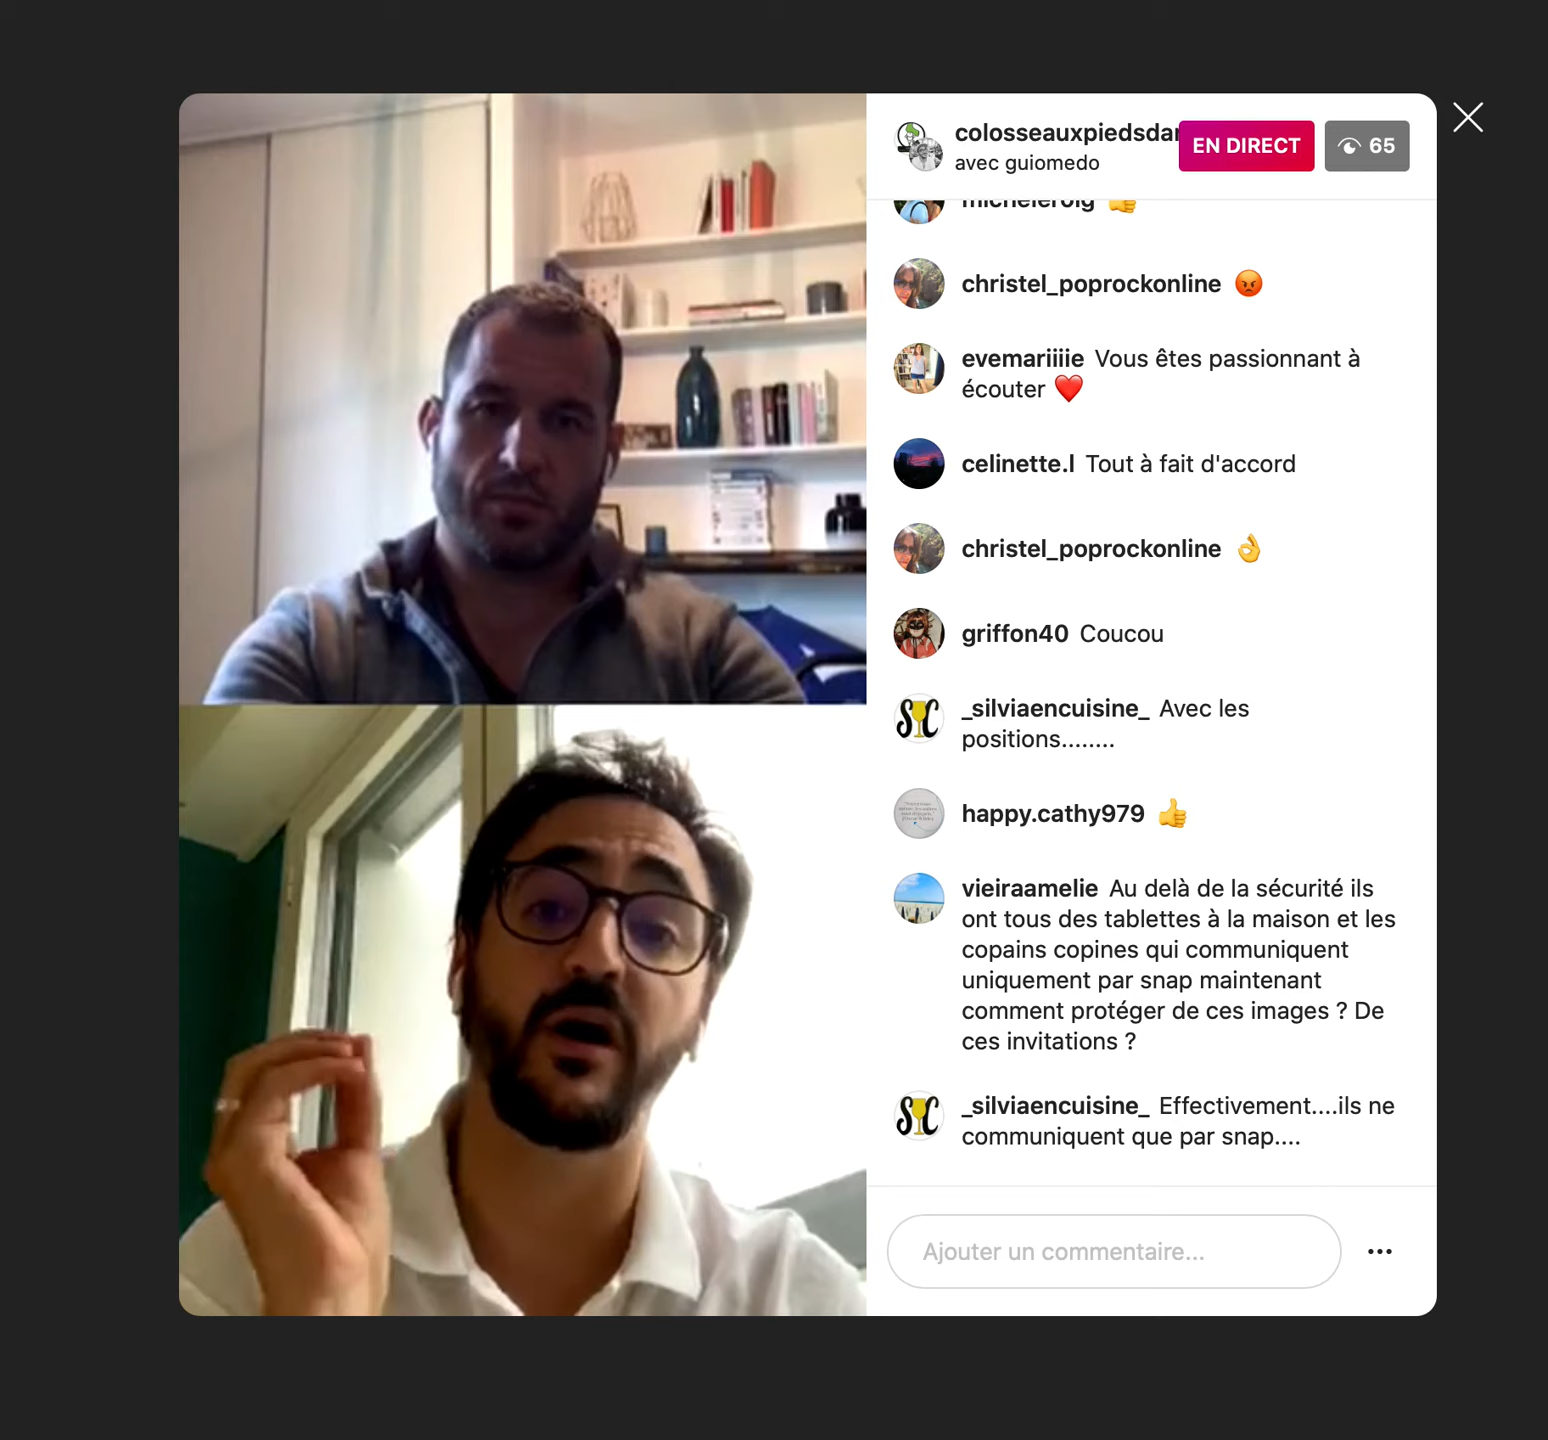 colosseauxpiedsdar
EN DIRECT
65
avec guiomedo
micheleroig 👍
christel_poprockonline 😡
evemariiiie Vous êtes passionnant à
écouter ❤️
celinette.l Tout à fait d'accord
christel_poprockonline 👌
griffon40 Coucou
_silviaencuisine_ Avec les
positions........
happy.cathy979 👍
vieiraamelie Au delà de la sécurité ils
ont tous des tablettes à la maison et les
copains copines qui communiquent
uniquement par snap maintenant
comment protéger de ces images ? De
ces invitations ?
_silviaencuisine_ Effectivement....ils ne
communiquent que par snap....
Ajouter un commentaire...